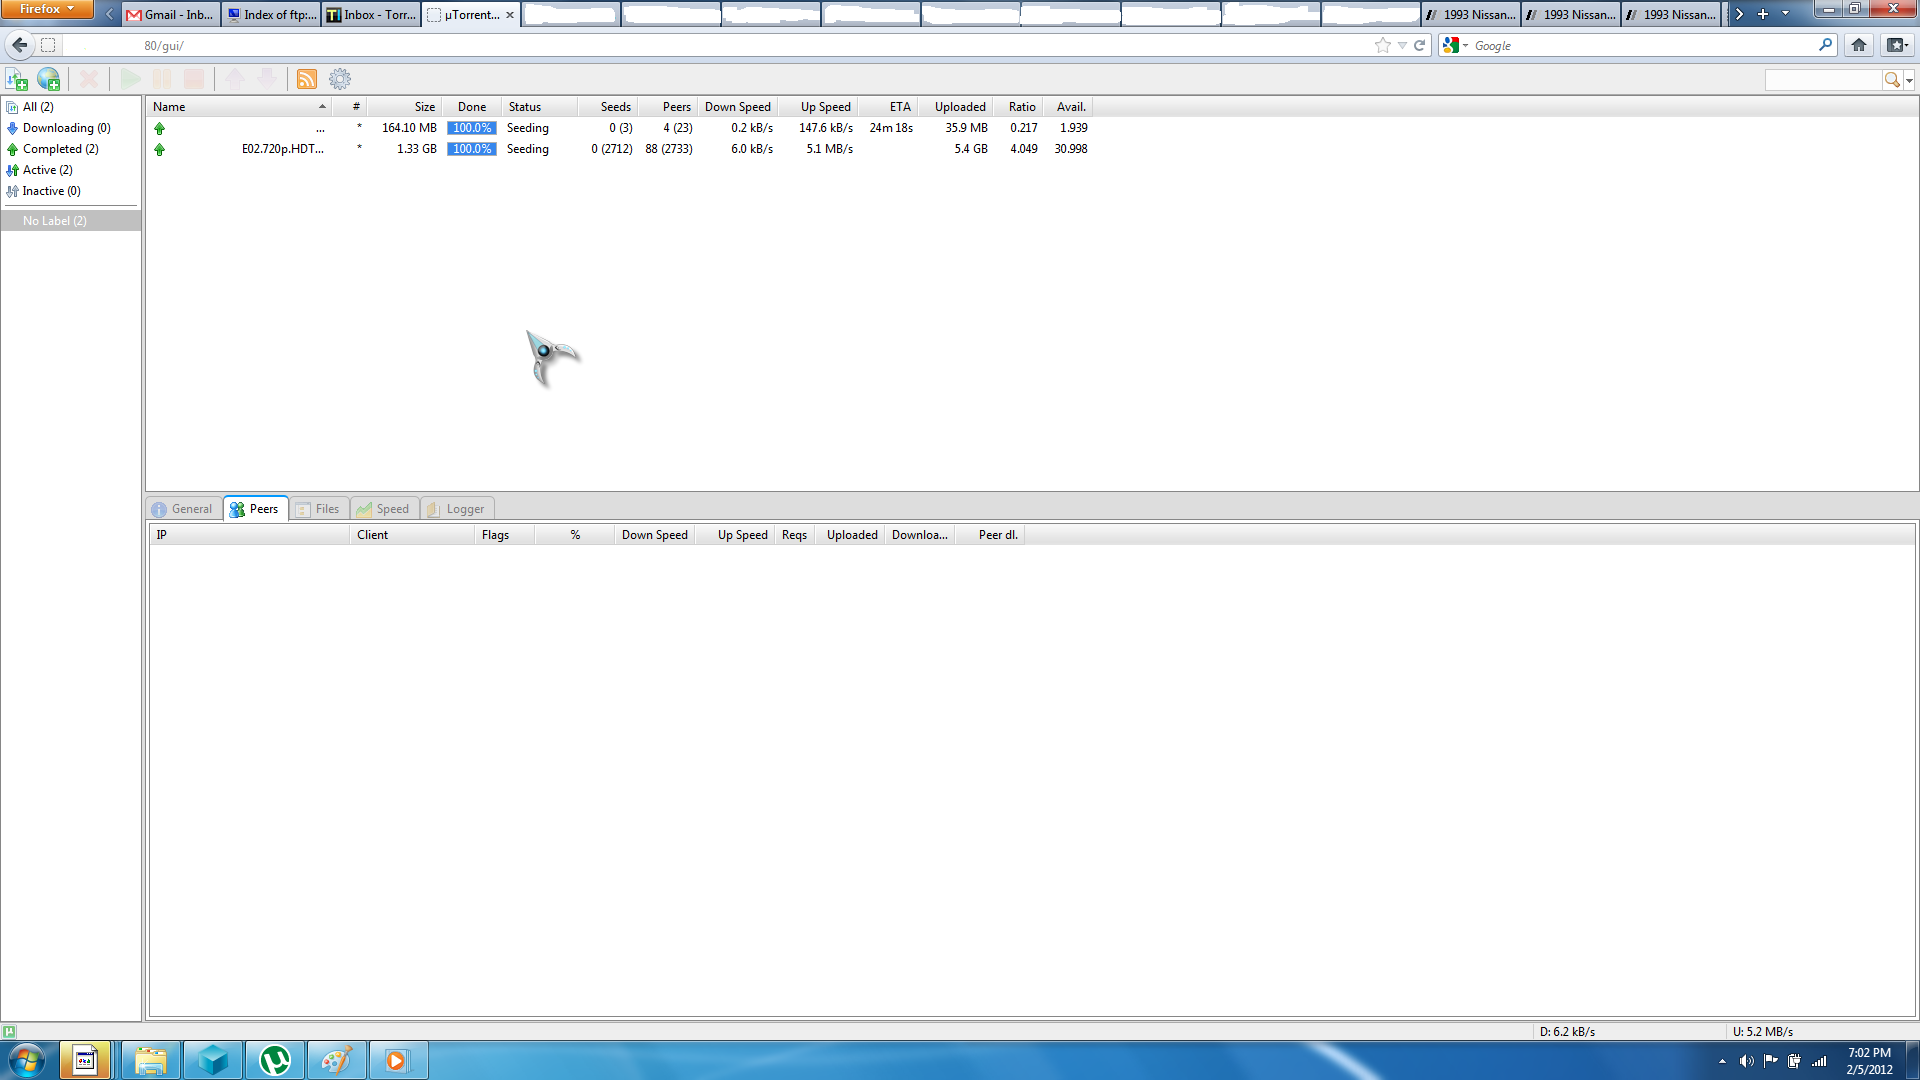 Firefox
Gmail - Inb... Index of ftp:... Inbox - Torr... µTorrent... 1993 Nissan... 1993 Nissan... 1993 Nissan...
80/gui/
Google
All (2)
Downloading (0)
Completed (2)
Active (2)
Inactive (0)
No Label (2)
Name # Size Done Status Seeds Peers Down Speed Up Speed ETA Uploaded Ratio Avail.
... * 164.10 MB 100.0% Seeding 0 (3) 4 (23) 0.2 kB/s 147.6 kB/s 24m 18s 35.9 MB 0.217 1.939
E02.720p.HDT... * 1.33 GB 100.0% Seeding 0 (2712) 88 (2733) 6.0 kB/s 5.1 MB/s 5.4 GB 4.049 30.998
General Peers Files Speed Logger
IP Client Flags % Down Speed Up Speed Reqs Uploaded Downloa... Peer dl.
D: 6.2 kB/s U: 5.2 MB/s
7:02 PM
2/5/2012